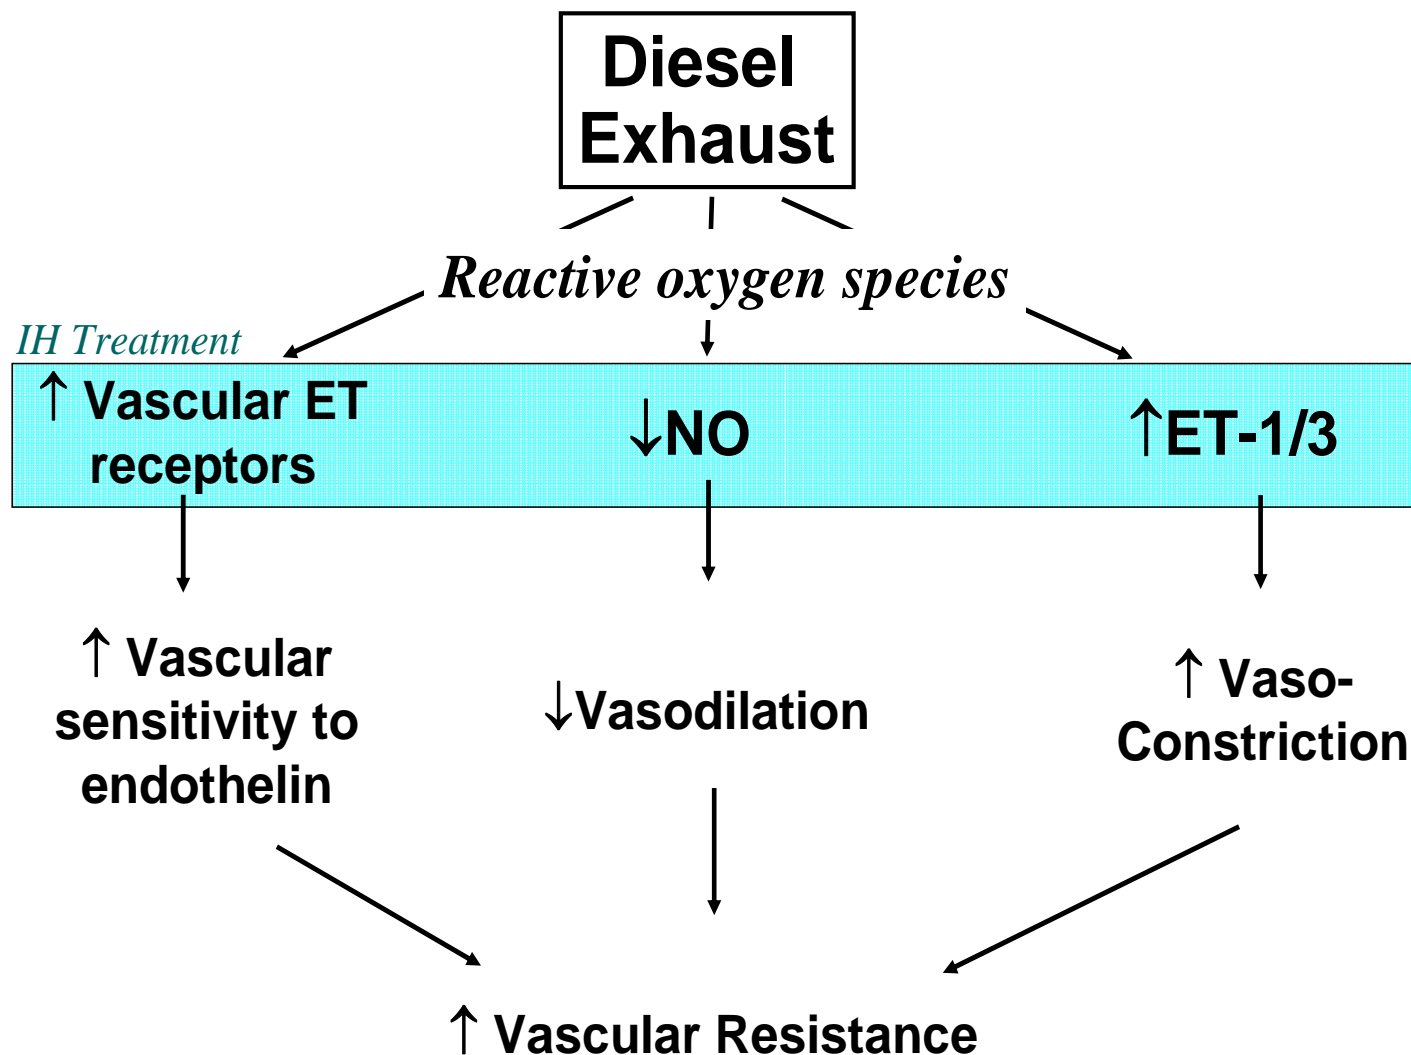 Diesel
Exhaust
Reactive oxygen species
IH Treatment
↑ Vascular ET
receptors
↓NO
↑ET-1/3
↑ Vascular
sensitivity to
endothelin
↓Vasodilation
↑ Vaso-
Constriction
↑ Vascular Resistance